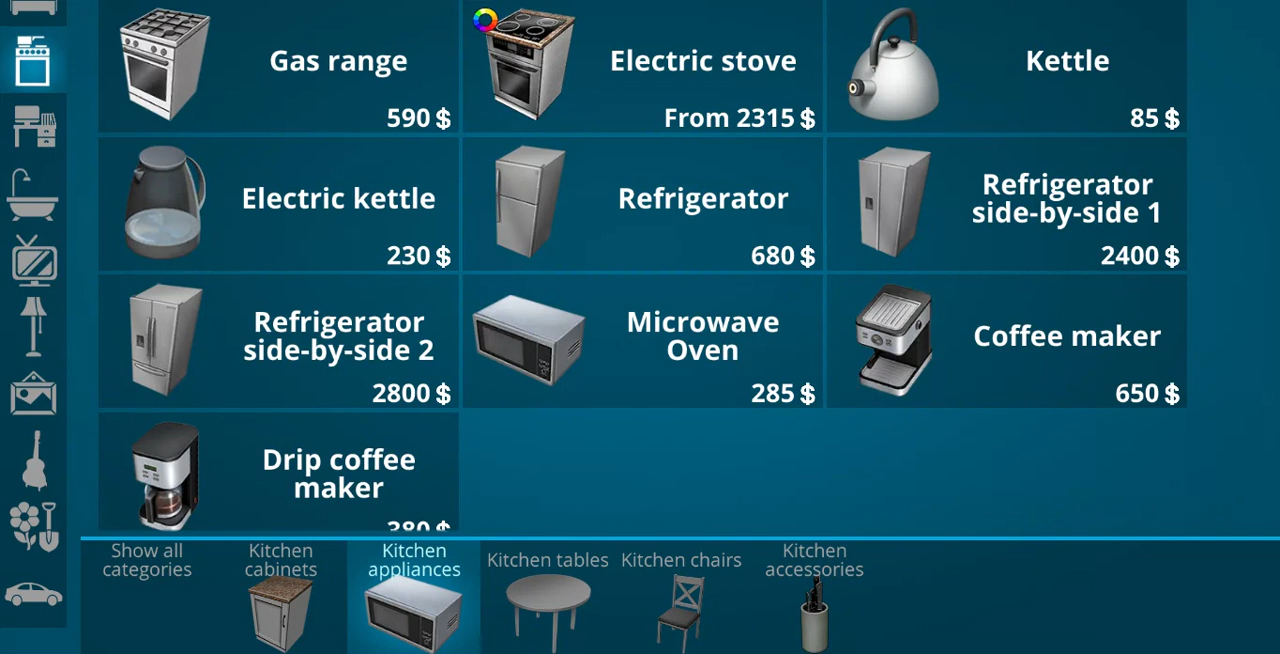 Gas range
590 $
Electric stove
From 2315 $
Kettle
85 $
Electric kettle
230 $
Refrigerator
680 $
Refrigerator
side-by-side 1
2400 $
Refrigerator
side-by-side 2
2800 $
Microwave
Oven
285 $
Coffee maker
650 $
Drip coffee
maker
380 $
Show all
categories
Kitchen
cabinets
Kitchen
appliances
Kitchen tables
Kitchen chairs
Kitchen
accessories